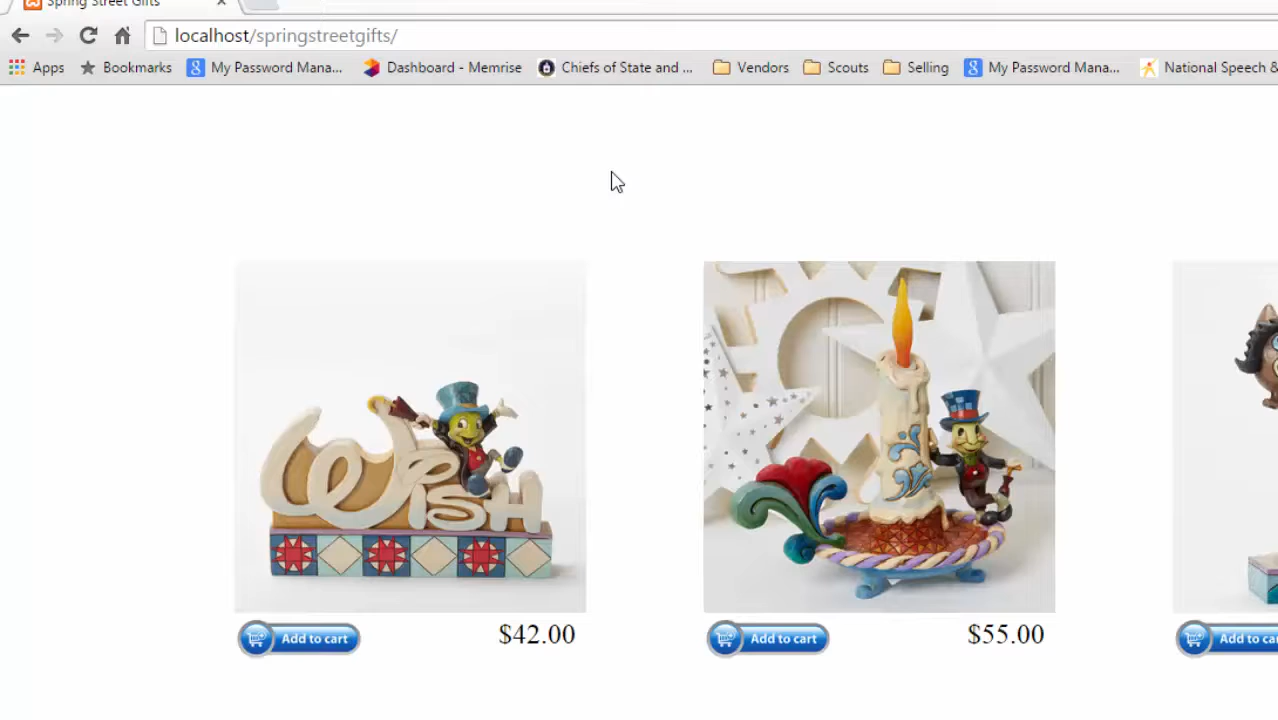 Spring Street Gifts
localhost/springstreetgifts/
Apps Bookmarks My Password Mana... Dashboard - Memrise Chiefs of State and ... Vendors Scouts Selling My Password Mana... National Speech &
WISH
Add to cart $42.00 Add to cart $55.00 Add to ca